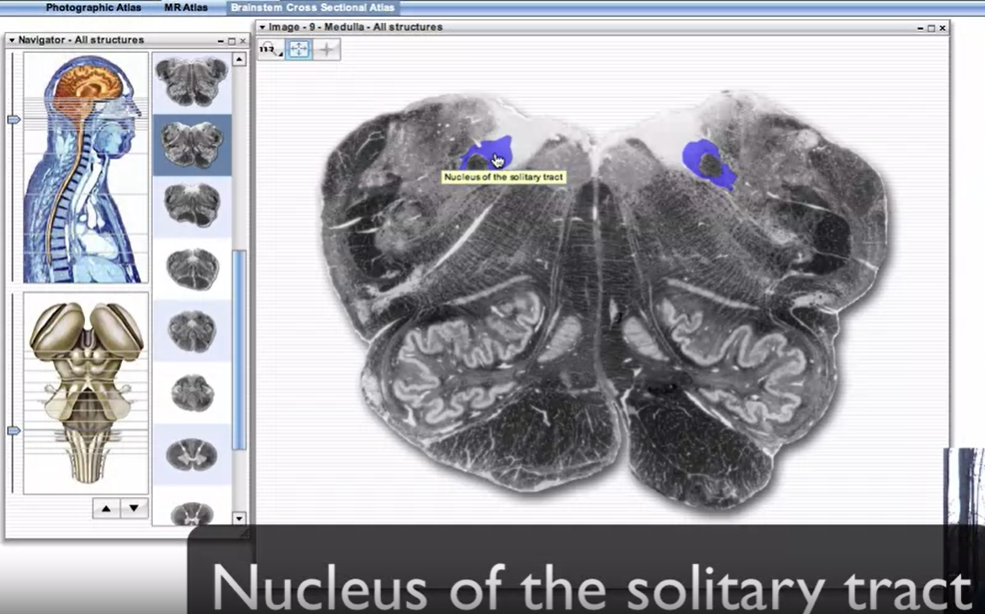 Photographic Atlas MR Atlas Brainstem Cross Sectional Atlas
Navigator - All structures
Image - 9 - Medulla - All structures
Nucleus of the solitary tract
Nucleus of the solitary tract